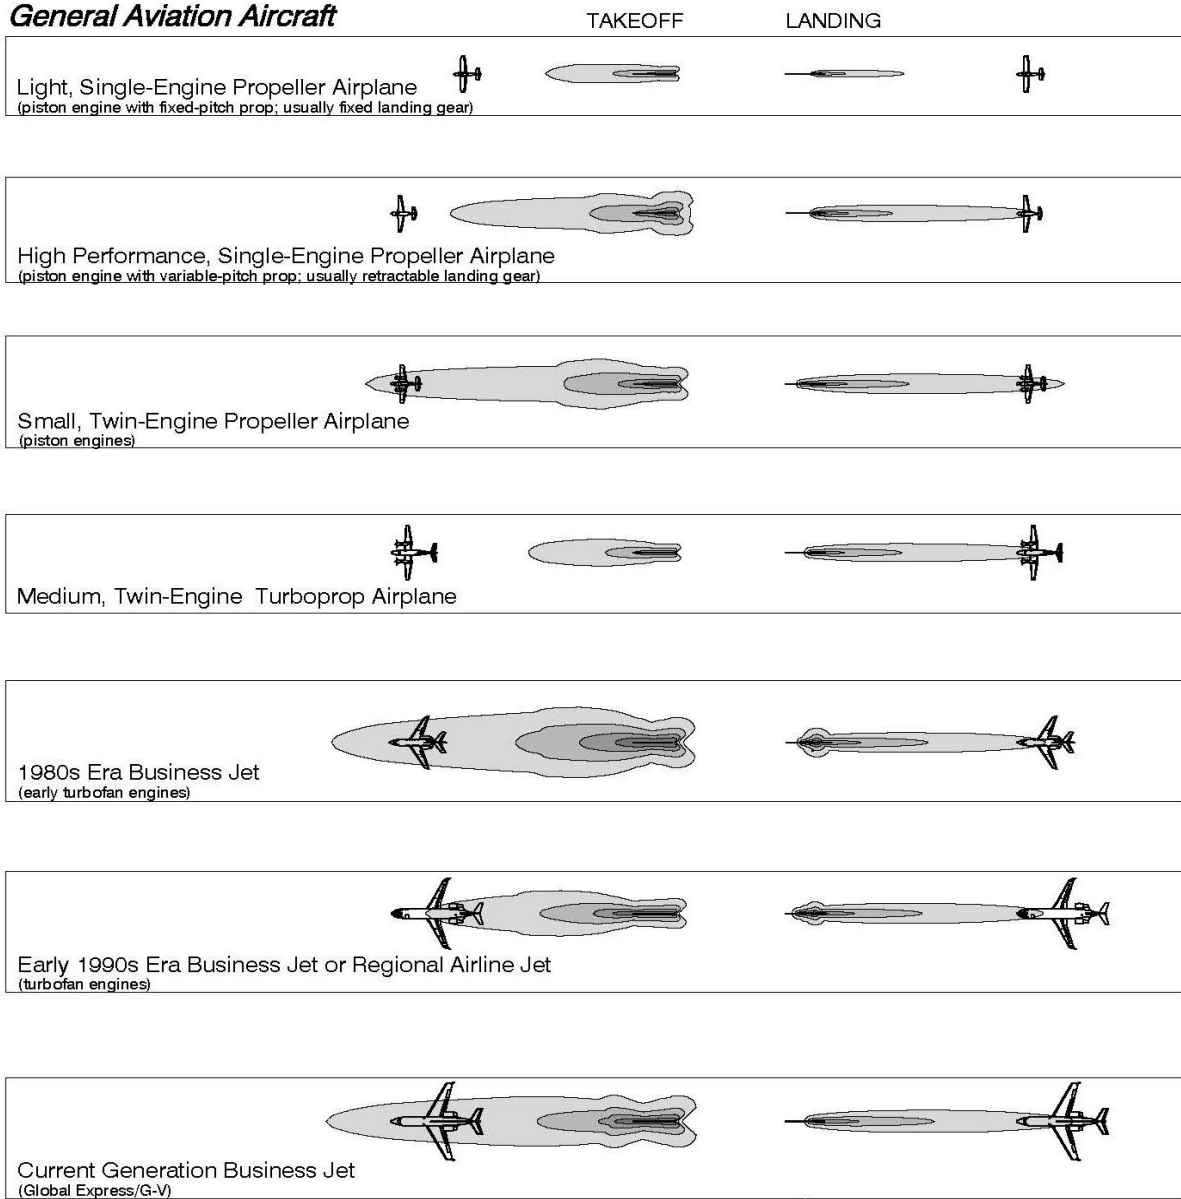 General Aviation Aircraft TAKEOFF LANDING
Light, Single-Engine Propeller Airplane
(piston engine with fixed-pitch prop; usually fixed landing gear)
High Performance, Single-Engine Propeller Airplane
(piston engine with variable-pitch prop; usually retractable landing gear)
Small, Twin-Engine Propeller Airplane
(piston engines)
Medium, Twin-Engine Turboprop Airplane
1980s Era Business Jet
(early turbofan engines)
Early 1990s Era Business Jet or Regional Airline Jet
(turbofan engines)
Current Generation Business Jet
(Global Express/G-V)